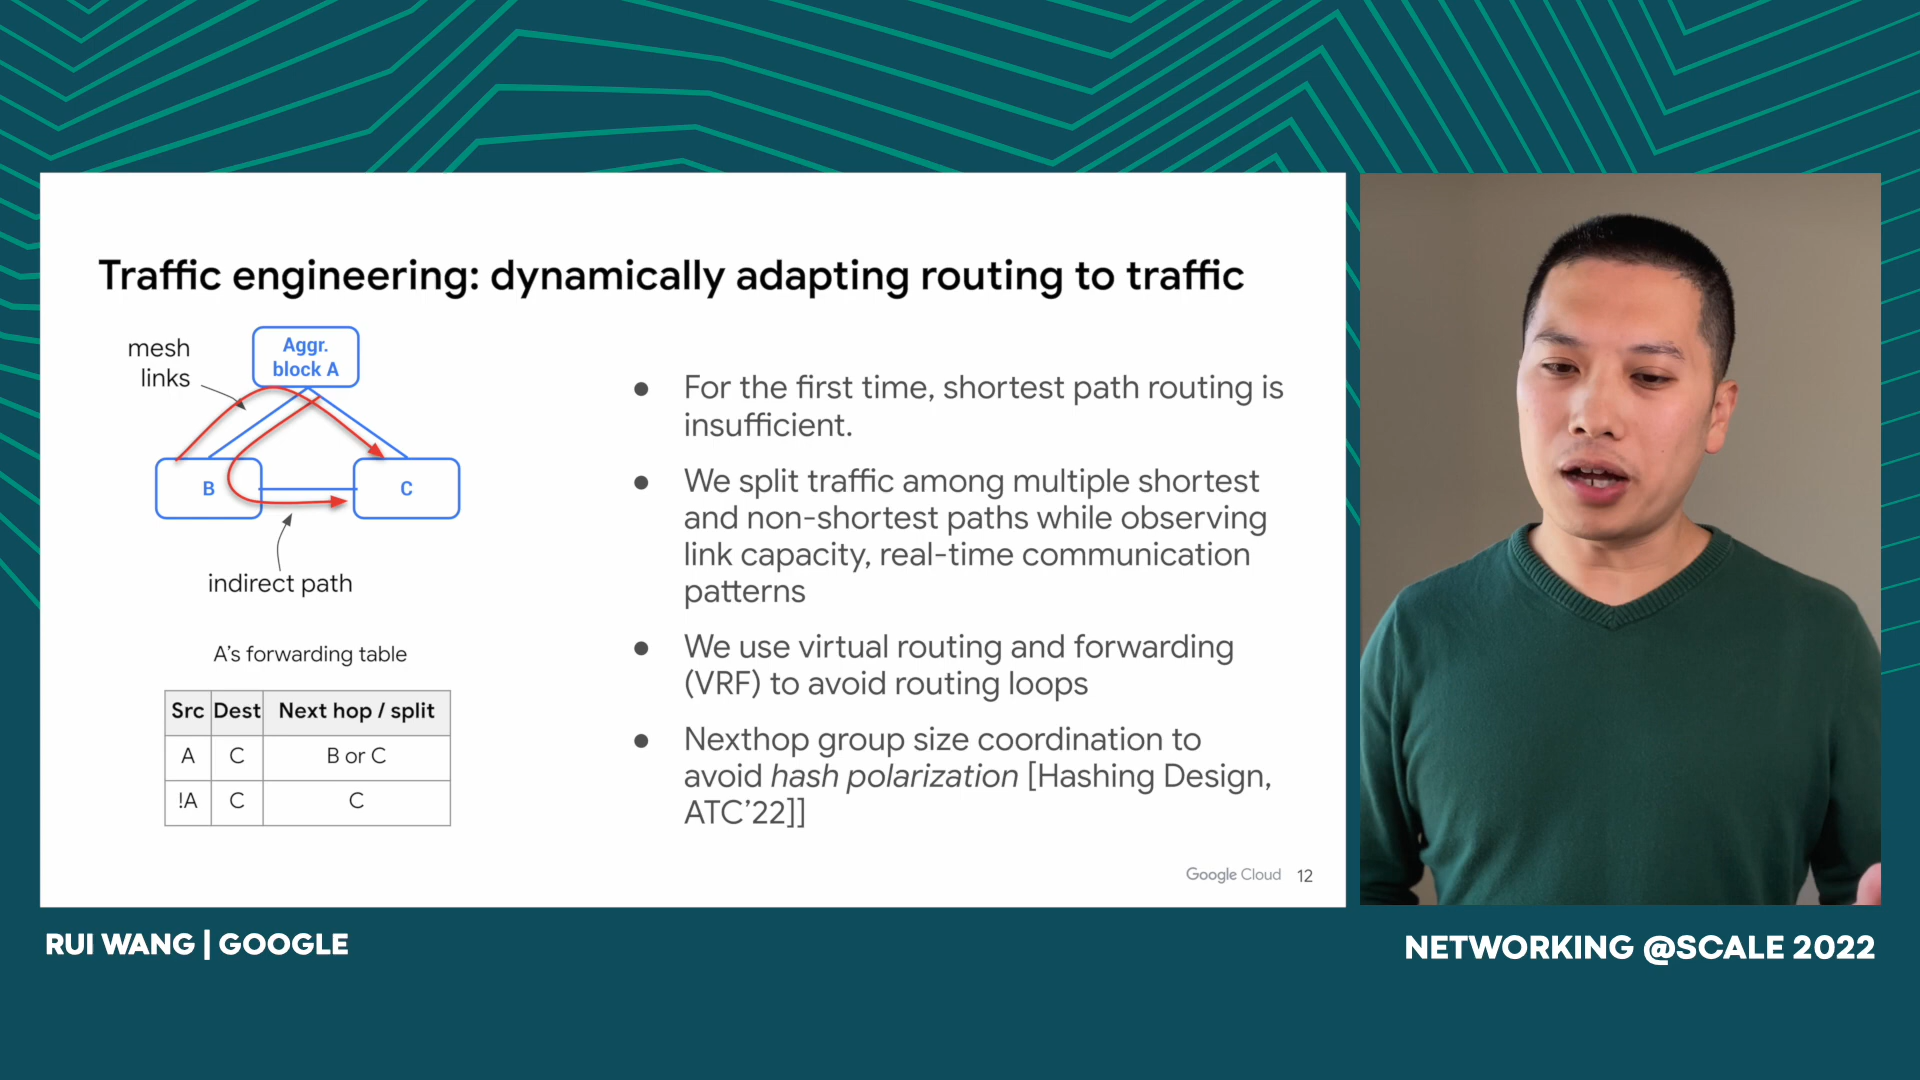 Traffic engineering: dynamically adapting routing to traffic
mesh
links
Aggr.
block A
B
C
indirect path
A’s forwarding table
Src Dest Next hop / split
A C B or C
!A C C
● For the first time, shortest path routing is
insufficient.
● We split traffic among multiple shortest
and non-shortest paths while observing
link capacity, real-time communication
patterns
● We use virtual routing and forwarding
(VRF) to avoid routing loops
● Nexthop group size coordination to
avoid hash polarization [Hashing Design,
ATC’22]]
Google Cloud 12
RUI WANG | GOOGLE
NETWORKING @SCALE 2022